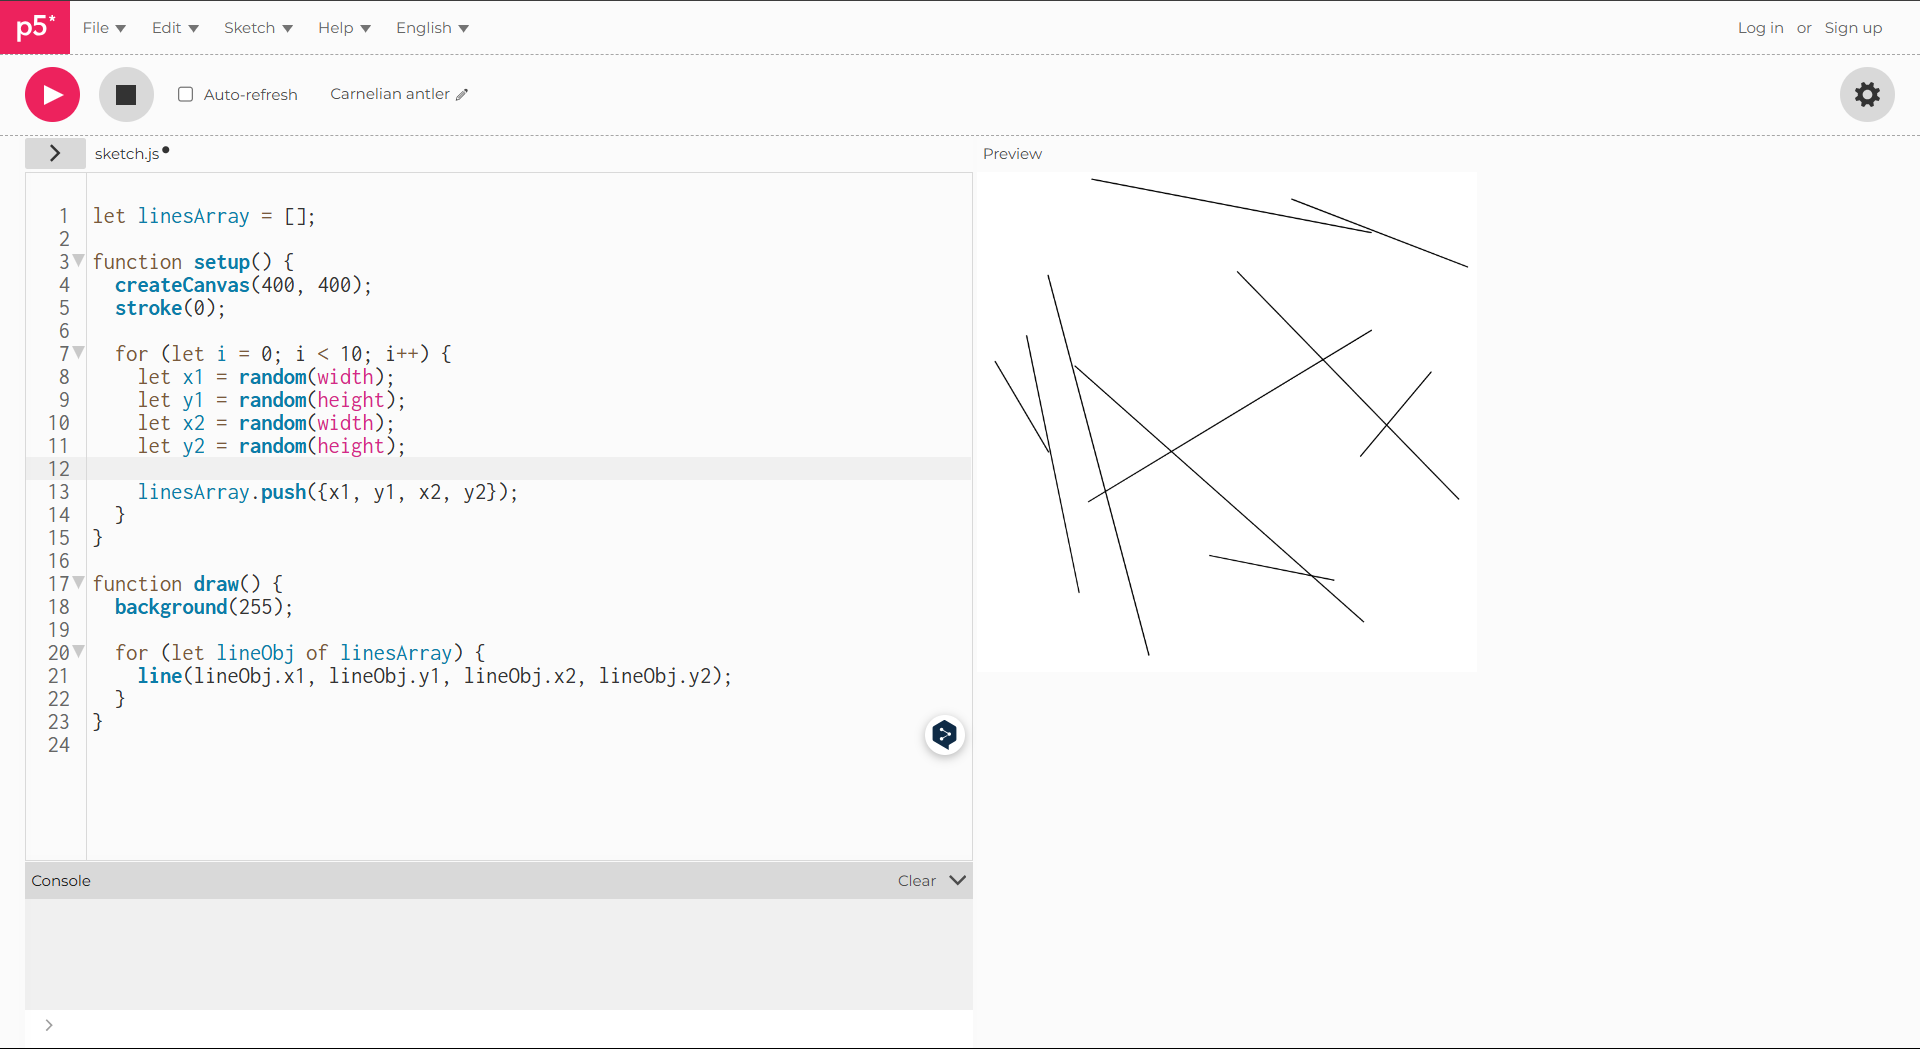 p5*
File Edit Sketch Help English
Log in or Sign up
Auto-refresh Carnelian antler
sketch.js
Preview
1 let linesArray = [];
2
3 function setup() {
4 createCanvas(400, 400);
5 stroke(0);
6
7 for (let i = 0; i < 10; i++) {
8 let x1 = random(width);
9 let y1 = random(height);
10 let x2 = random(width);
11 let y2 = random(height);
12
13 linesArray.push({x1, y1, x2, y2});
14 }
15 }
16
17 function draw() {
18 background(255);
19
20 for (let lineObj of linesArray) {
21 line(lineObj.x1, lineObj.y1, lineObj.x2, lineObj.y2);
22 }
23 }
24
Console
Clear